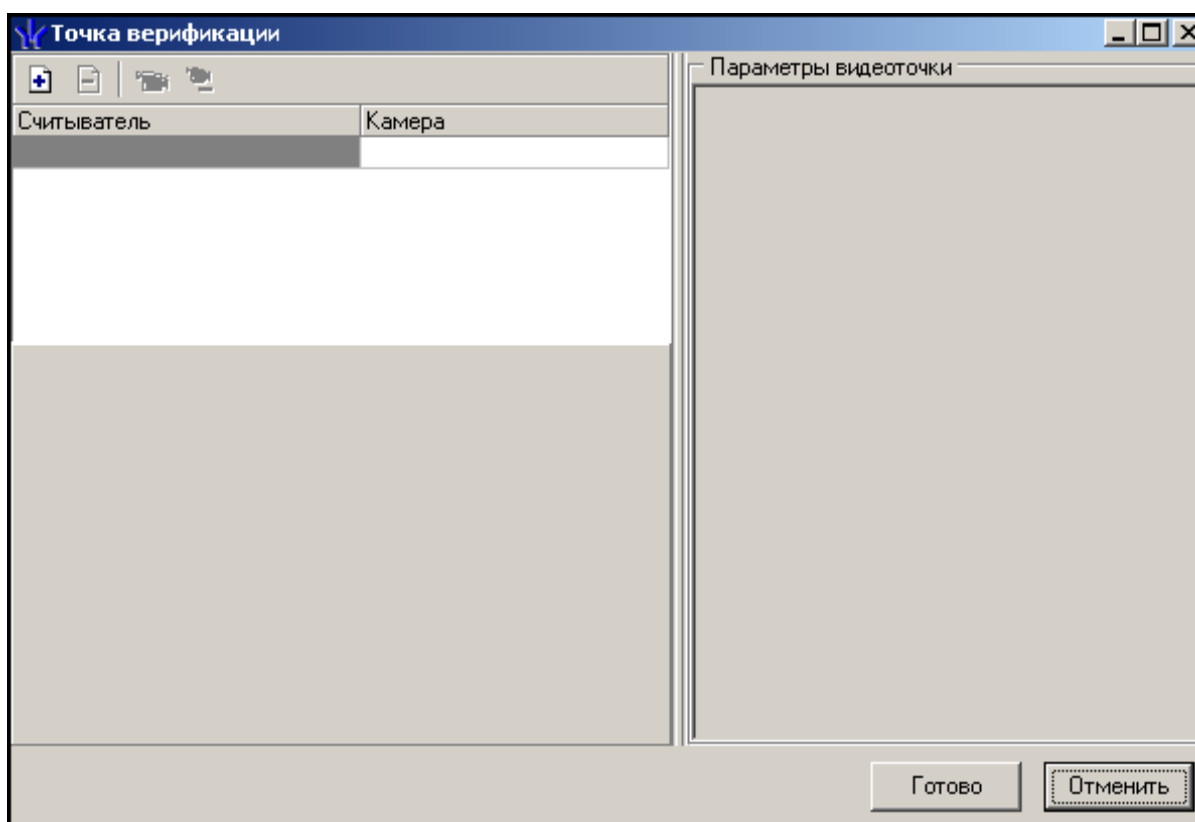 Точка верификации
Параметры видеоточки
Считыватель Камера
Готово Отменить